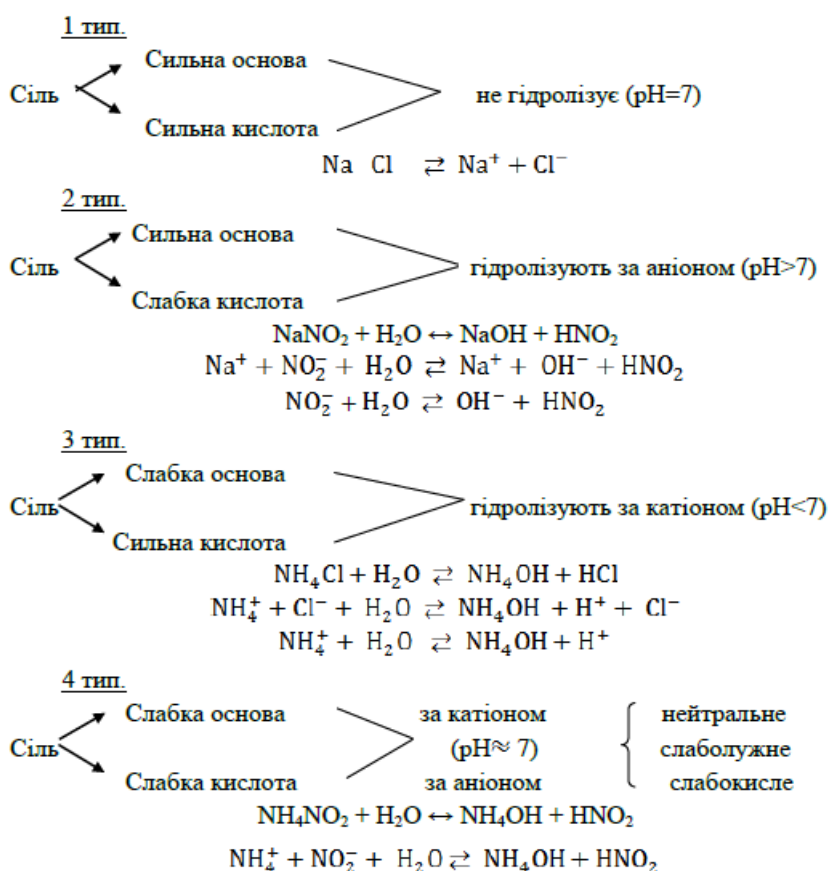 1 тип.
Сильна основа
Сіль
не гідролізує (pH=7)
Сильна кислота
Na Cl ⇄ Na⁺ + Cl⁻
2 тип.
Сильна основа
Сіль
гідролізують за аніоном (pH>7)
Слабка кислота
NaNO₂ + H₂O ↔ NaOH + HNO₂
Na⁺ + NO₂⁻ + H₂O ⇄ Na⁺ + OH⁻ + HNO₂
NO₂⁻ + H₂O ⇄ OH⁻ + HNO₂
3 тип.
Слабка основа
Сіль
гідролізують за катіоном (pH<7)
Сильна кислота
NH₄Cl + H₂O ⇄ NH₄OH + HCl
NH₄⁺ + Cl⁻ + H₂O ⇄ NH₄OH + H⁺ + Cl⁻
NH₄⁺ + H₂O ⇄ NH₄OH + H⁺
4 тип.
Слабка основа за катіоном нейтральне
Сіль (pH≈ 7) слаболужне
Слабка кислота за аніоном слабокисле
NH₄NO₂ + H₂O ↔ NH₄OH + HNO₂
NH₄⁺ + NO₂⁻ + H₂O ⇄ NH₄OH + HNO₂